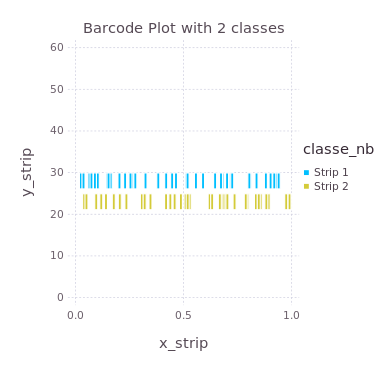 Barcode Plot with 2 classes
60
50
40
30
20
10
0
y_strip
0.0
0.5
1.0
x_strip
classe_nb
Strip 1
Strip 2